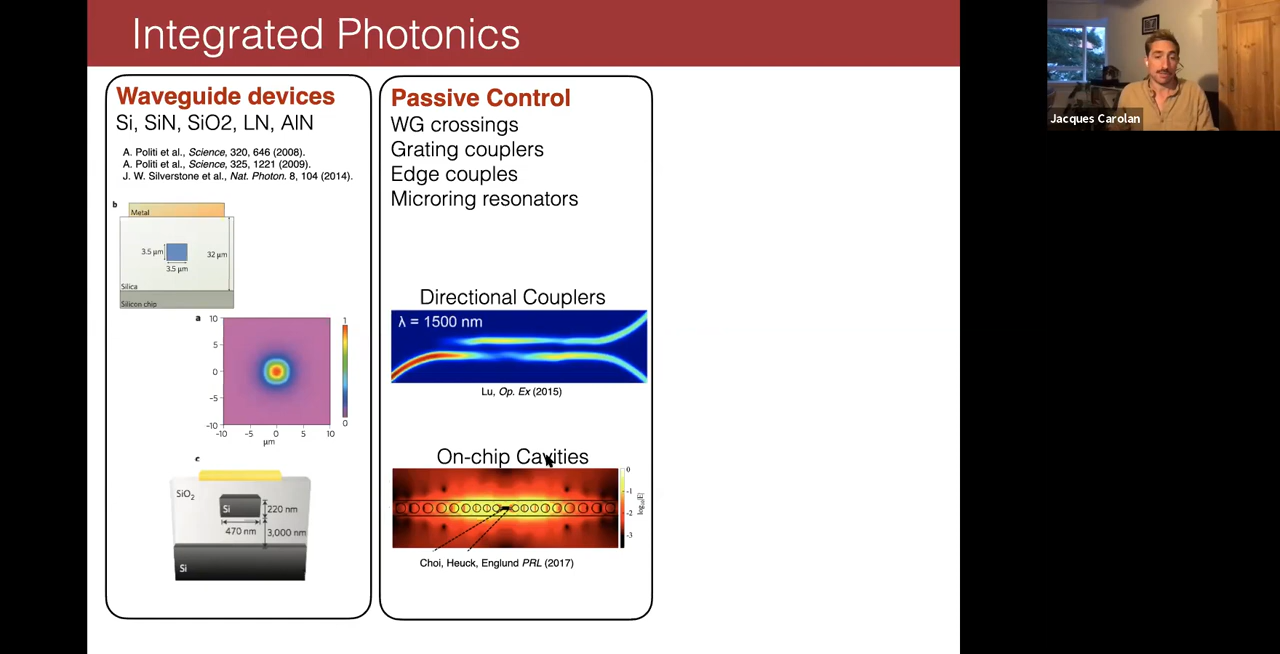 Integrated Photonics
Waveguide devices
Si, SiN, SiO2, LN, AlN
A. Politi et al., Science, 320, 646 (2008).
A. Politi et al., Science, 325, 1221 (2009).
J. W. Silverstone et al., Nat. Photon. 8, 104 (2014).
b
Metal
3.5 µm
32 µm
3.5 µm
Silica
Silicon chip
a
10
5
0
-5
-10
-10
-5
0
5
10
µm
1
0
c
SiO2
Si
220 nm
470 nm
3,000 nm
Si
Passive Control
WG crossings
Grating couplers
Edge couples
Microring resonators
Directional Couplers
λ = 1500 nm
Lu, Op. Ex (2015)
On-chip Cavities
0
-1
-2
-3
log10|E|
Choi, Heuck, Englund PRL (2017)
Jacques Carolan